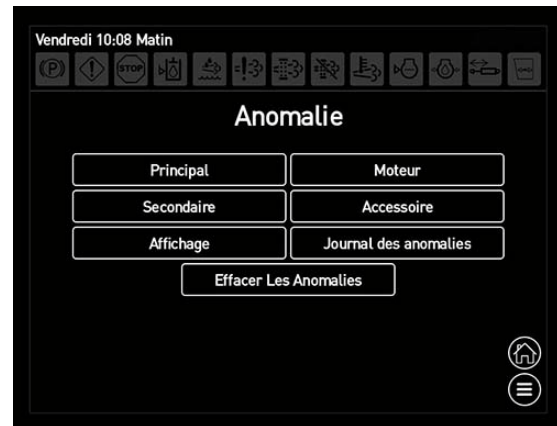 Vendredi 10:08 Matin
(P) STOP
Anomalie
Principal Moteur
Secondaire Accessoire
Affichage Journal des anomalies
Effacer Les Anomalies